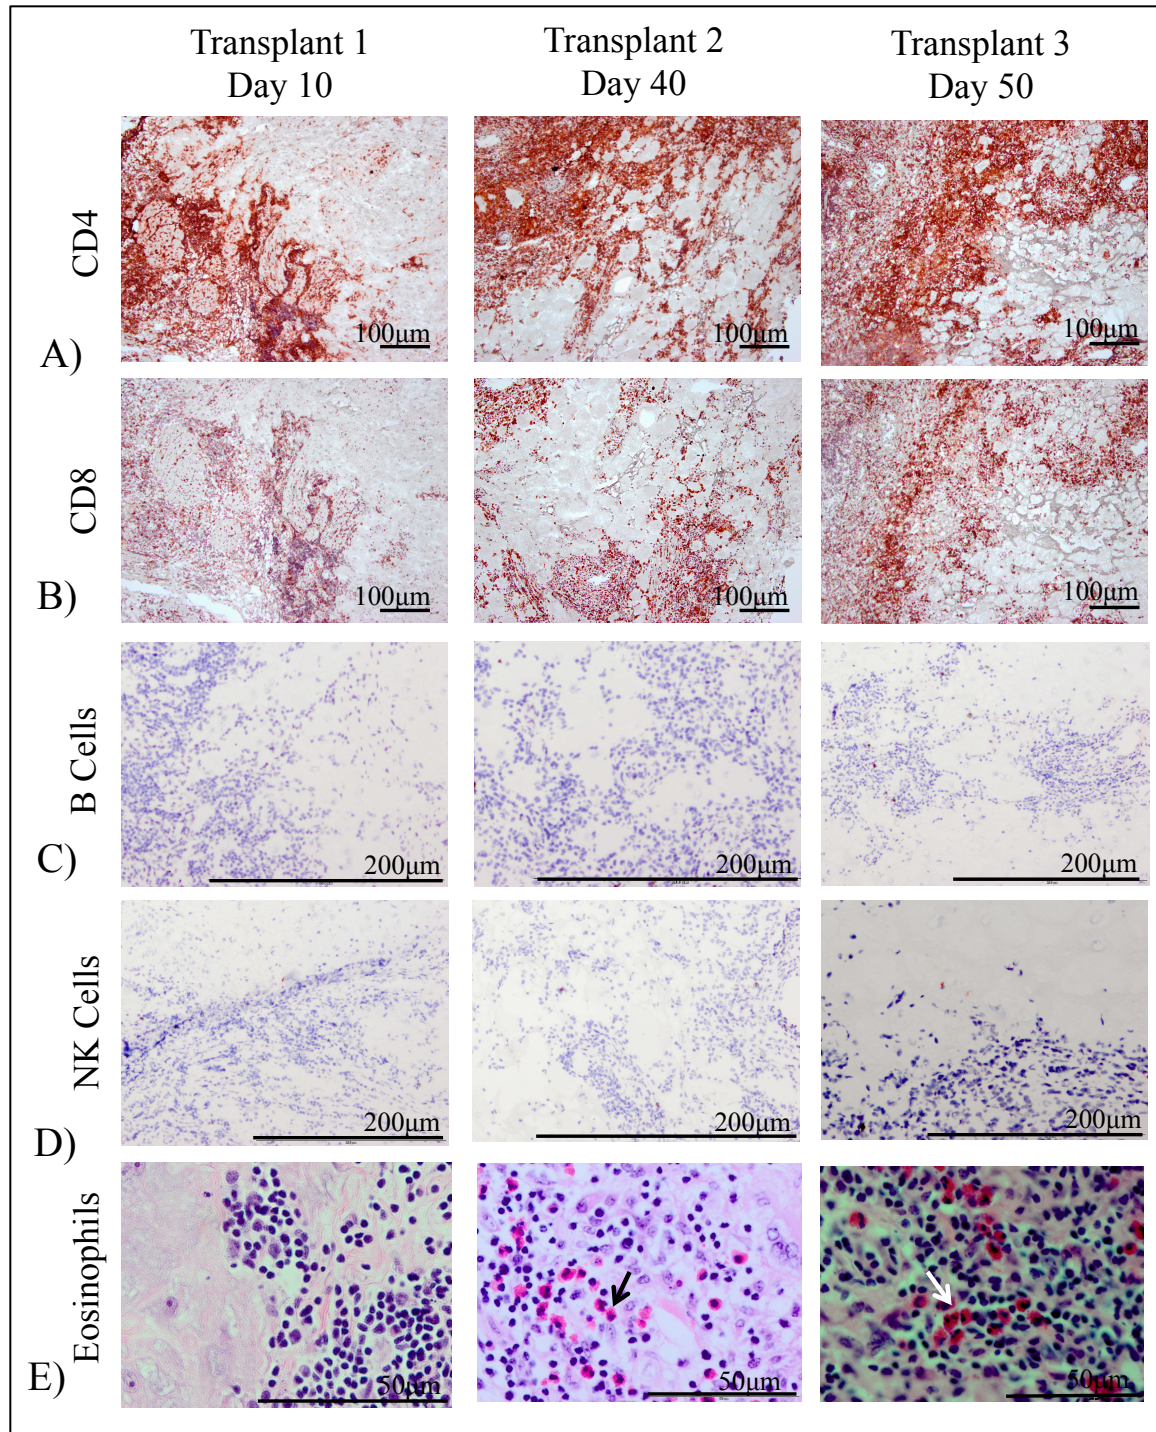 Transplant 1
Day 10
Transplant 2
Day 40
Transplant 3
Day 50
CD4
100μm
100μm
100μm
A)
CD8
100μm
100μm
100μm
B)
B Cells
200μm
200μm
200μm
C)
NK Cells
200μm
200μm
200μm
D)
Eosinophils
50μm
50μm
50μm
E)